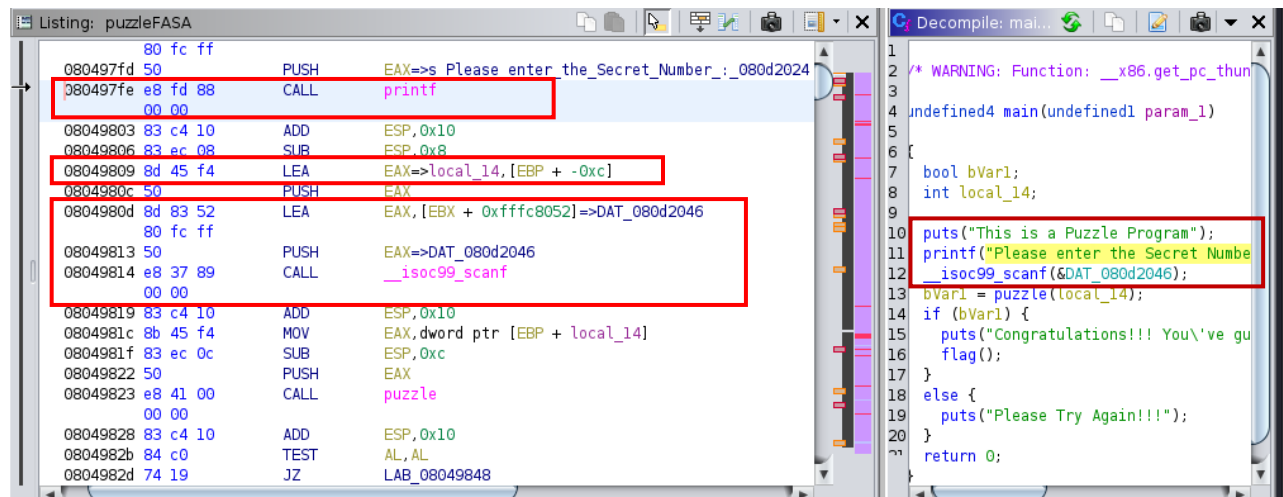 Listing: puzzleFASA
80 fc ff
080497fd 50 PUSH EAX=>s_Please_enter_the_Secret_Number_:_080d2024
080497fe e8 fd 88 CALL printf
00 00
08049803 83 c4 10 ADD ESP,0x10
08049806 83 ec 08 SUB ESP,0x8
08049809 8d 45 f4 LEA EAX=>local_14,[EBP + -0xc]
0804980c 50 PUSH EAX
0804980d 8d 83 52 LEA EAX,[EBX + 0xfffc8052]=>DAT_080d2046
80 fc ff
08049813 50 PUSH EAX=>DAT_080d2046
08049814 e8 37 89 CALL __isoc99_scanf
00 00
08049819 83 c4 10 ADD ESP,0x10
0804981c 8b 45 f4 MOV EAX,dword ptr [EBP + local_14]
0804981f 83 ec 0c SUB ESP,0xc
08049822 50 PUSH EAX
08049823 e8 41 00 CALL puzzle
00 00
08049828 83 c4 10 ADD ESP,0x10
0804982b 84 c0 TEST AL,AL
0804982d 74 19 JZ LAB_08049848
Decompile: mai...
1
2 /* WARNING: Function: __x86.get_pc_thun
3
4 undefined4 main(undefined1 param_1)
5
6 {
7 bool bVar1;
8 int local_14;
9
10 puts("This is a Puzzle Program");
11 printf("Please enter the Secret Numbe
12 __isoc99_scanf(&DAT_080d2046);
13 bVar1 = puzzle(local_14);
14 if (bVar1) {
15 puts("Congratulations!!! You\'ve gu
16 flag();
17 }
18 else {
19 puts("Please Try Again!!!");
20 }
21 return 0;